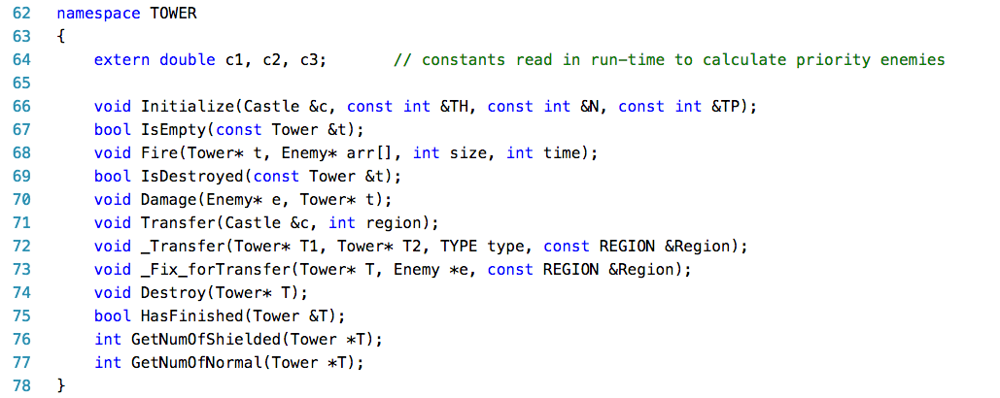 62 namespace TOWER
63 {
64 extern double c1, c2, c3; // constants read in run-time to calculate priority enemies
65
66 void Initialize(Castle &c, const int &TH, const int &N, const int &TP);
67 bool IsEmpty(const Tower &t);
68 void Fire(Tower* t, Enemy* arr[], int size, int time);
69 bool IsDestroyed(const Tower &t);
70 void Damage(Enemy* e, Tower* t);
71 void Transfer(Castle &c, int region);
72 void _Transfer(Tower* T1, Tower* T2, TYPE type, const REGION &Region);
73 void _Fix_forTransfer(Tower* T, Enemy *e, const REGION &Region);
74 void Destroy(Tower* T);
75 bool HasFinished(Tower &T);
76 int GetNumOfShielded(Tower *T);
77 int GetNumOfNormal(Tower *T);
78 }